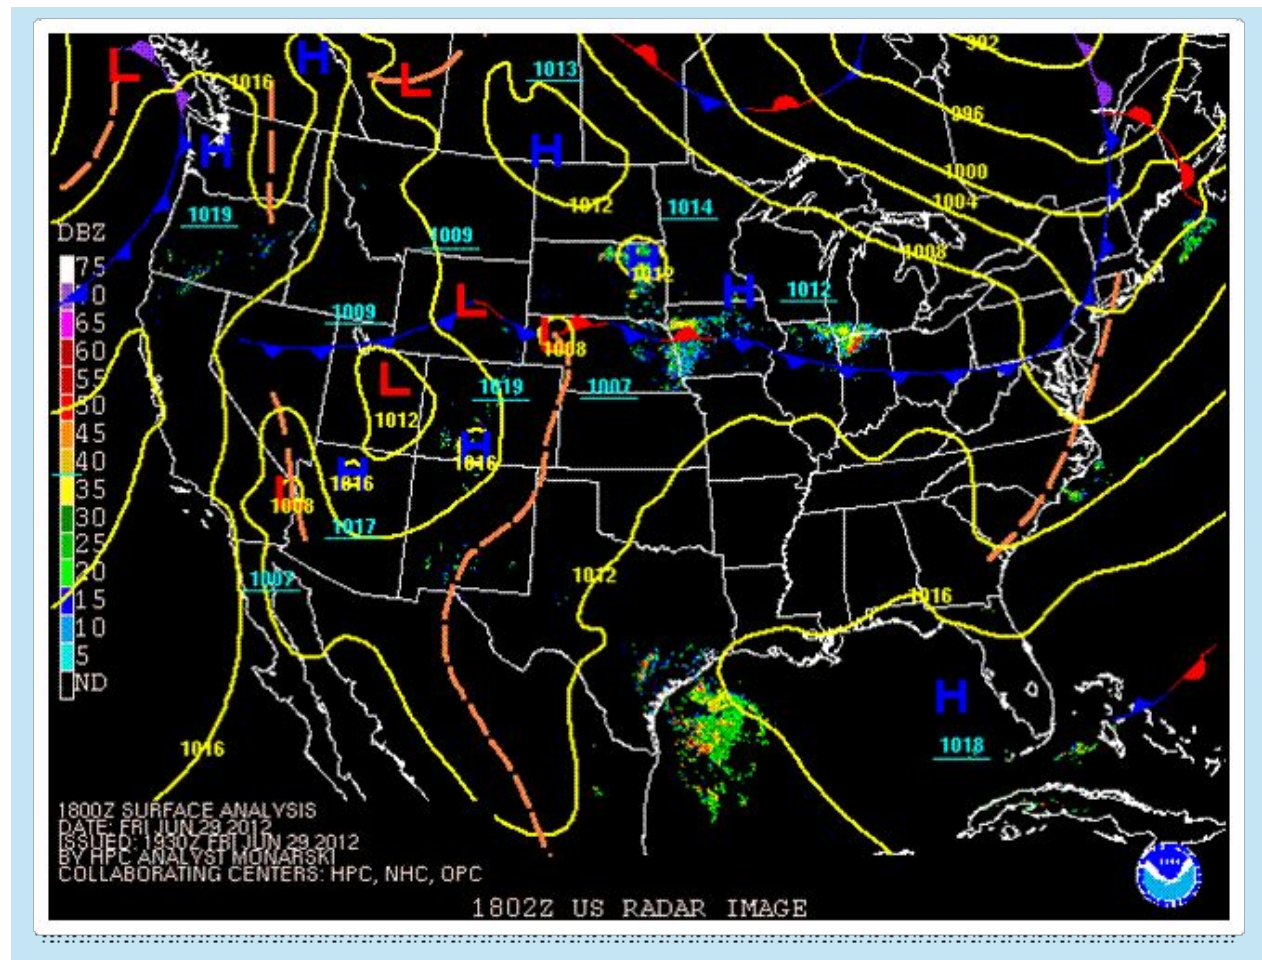 992
1013
1016
996
1000
1004
1012
1014
1019
1009
1008
1012
1012
1009
1008
1019
1007
1012
1016
1016
1008
1017
1007
1012
1016
1018
1016
H
L
L
H
H
H
H
L
L
L
H
H
H
DBZ
75
70
65
60
55
50
45
40
35
30
25
20
15
10
5
ND
1800Z SURFACE ANALYSIS
DATE: FRI JUN 29 2012
ISSUED: 1930Z FRI JUN 29 2012
BY HPC ANALYST MONARSKI
COLLABORATING CENTERS: HPC, NHC, OPC
1802Z US RADAR IMAGE